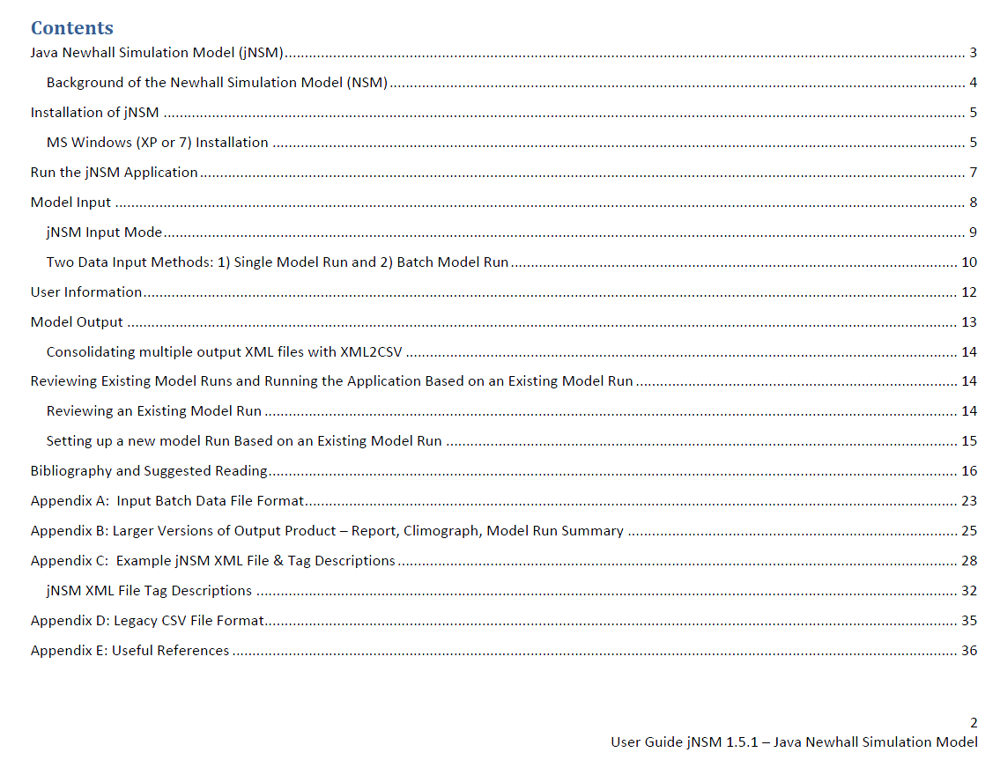 Contents
Java Newhall Simulation Model (jNSM)........................................................................................................ 3
Background of the Newhall Simulation Model (NSM)........................................................................................................ 4
Installation of jNSM ........................................................................................................ 5
MS Windows (XP or 7) Installation ........................................................................................................ 5
Run the jNSM Application........................................................................................................ 7
Model Input ........................................................................................................ 8
jNSM Input Mode........................................................................................................ 9
Two Data Input Methods: 1) Single Model Run and 2) Batch Model Run........................................................................................................ 10
User Information........................................................................................................ 12
Model Output ........................................................................................................ 13
Consolidating multiple output XML files with XML2CSV ........................................................................................................ 14
Reviewing Existing Model Runs and Running the Application Based on an Existing Model Run........................................................................................................ 14
Reviewing an Existing Model Run........................................................................................................ 14
Setting up a new model Run Based on an Existing Model Run ........................................................................................................ 15
Bibliography and Suggested Reading........................................................................................................ 16
Appendix A:  Input Batch Data File Format........................................................................................................ 23
Appendix B: Larger Versions of Output Product – Report, Climograph, Model Run Summary ........................................................................................................ 25
Appendix C:  Example jNSM XML File & Tag Descriptions........................................................................................................ 28
jNSM XML File Tag Descriptions ........................................................................................................ 32
Appendix D: Legacy CSV File Format........................................................................................................ 35
Appendix E: Useful References ........................................................................................................ 36
2
User Guide jNSM 1.5.1 – Java Newhall Simulation Model